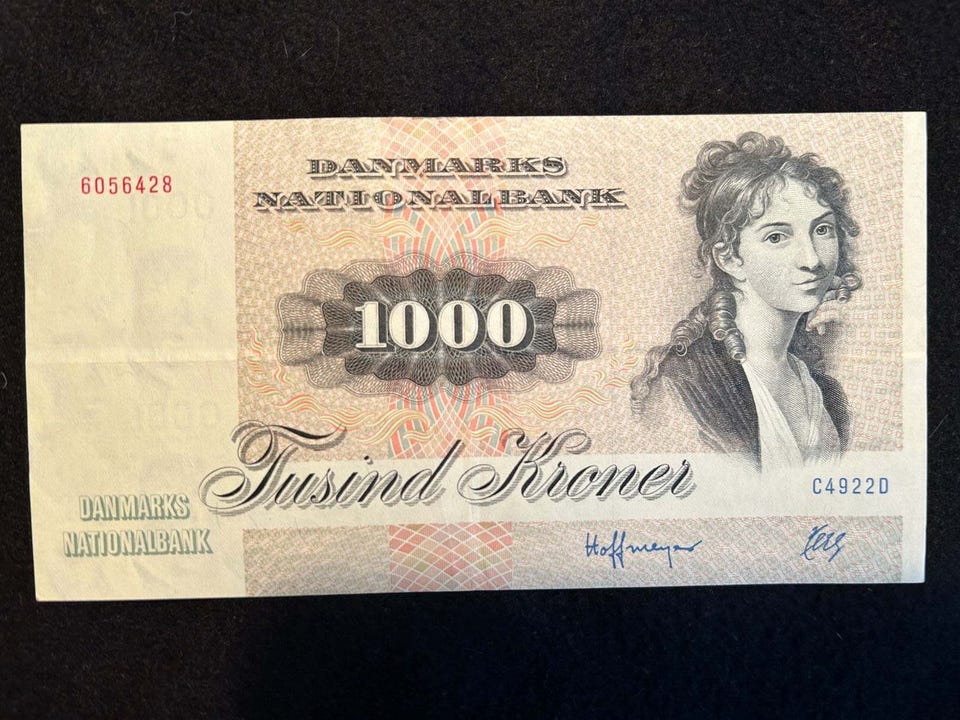 6056428
DANMARKS
NATIONALBANK
1000
Tusind Kroner
C4922D
DANMARKS
NATIONALBANK
Hoffmeyer